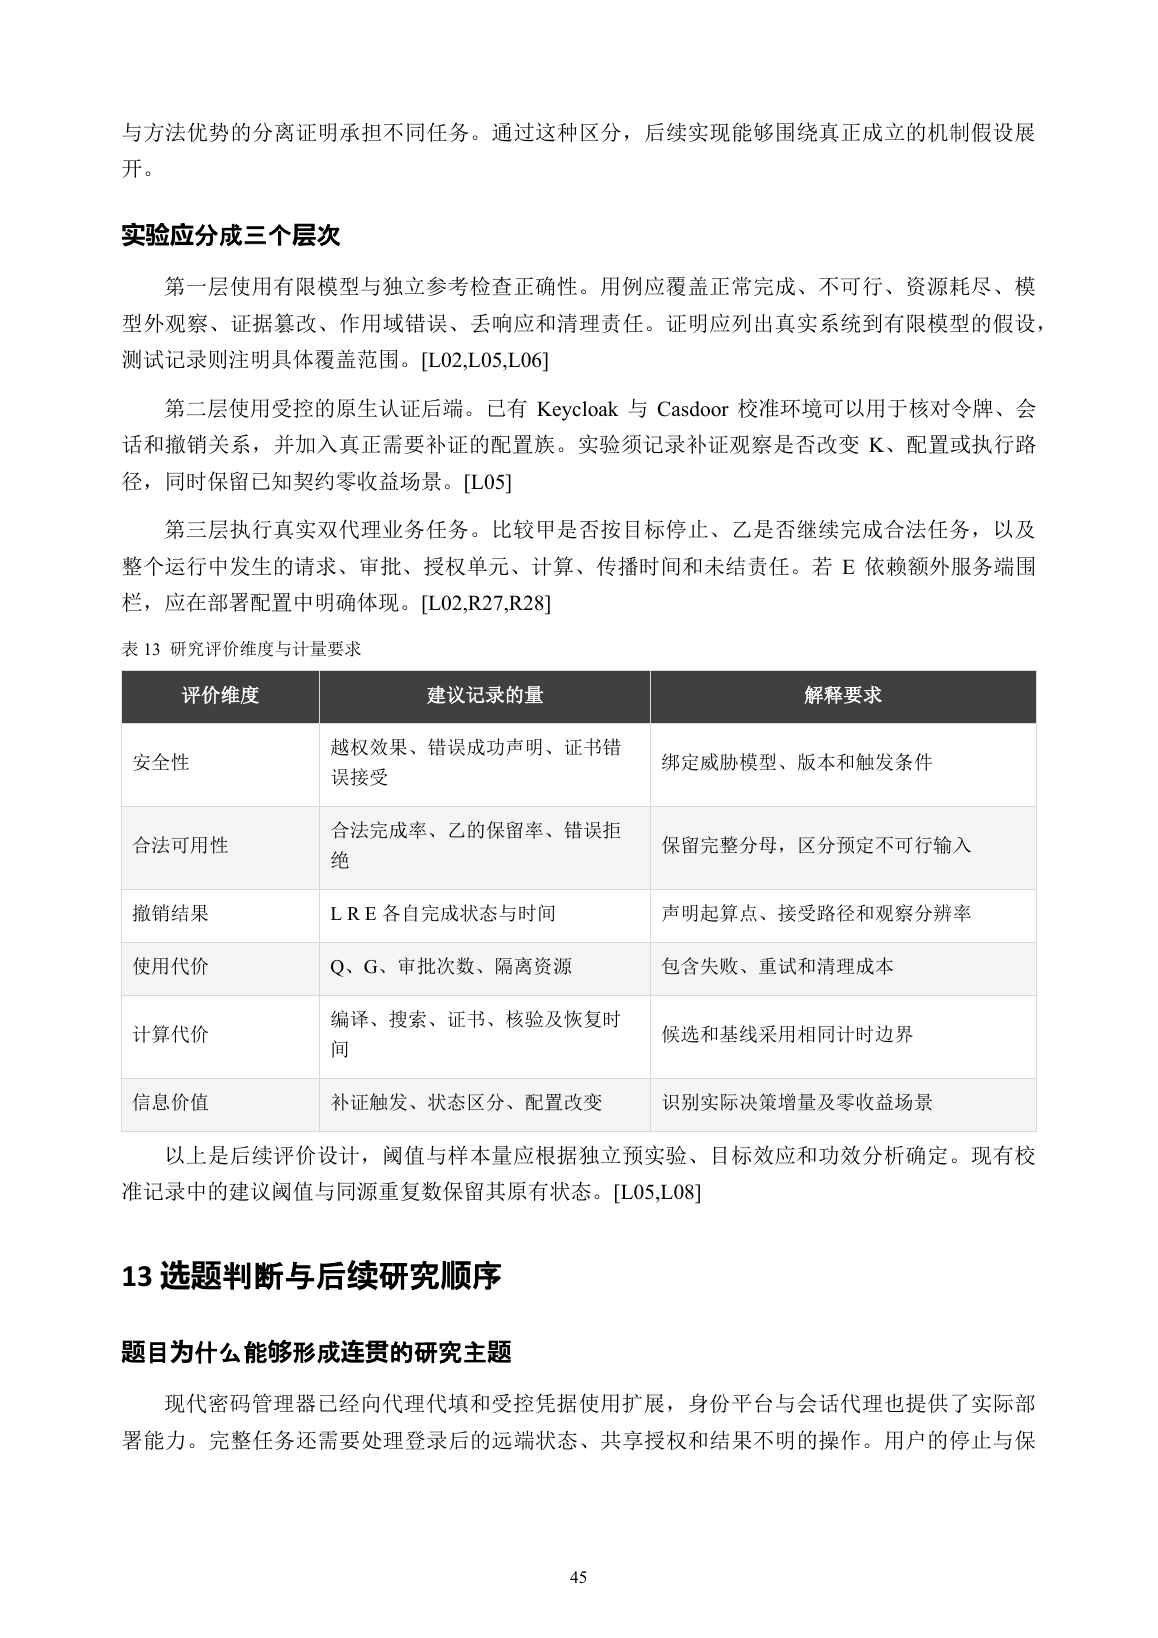 与方法优势的分离证明承担不同任务。通过这种区分，后续实现能够围绕真正成立的机制假设展
开。
实验应分成三个层次
第一层使用有限模型与独立参考检查正确性。用例应覆盖正常完成、不可行、资源耗尽、模
型外观察、证据篡改、作用域错误、丢响应和清理责任。证明应列出真实系统到有限模型的假设，
测试记录则注明具体覆盖范围。[L02,L05,L06]
第二层使用受控的原生认证后端。已有 Keycloak 与 Casdoor 校准环境可以用于核对令牌、会
话和撤销关系，并加入真正需要补证的配置族。实验须记录补证观察是否改变 K、配置或执行路
径，同时保留已知契约零收益场景。[L05]
第三层执行真实双代理业务任务。比较甲是否按目标停止、乙是否继续完成合法任务，以及
整个运行中发生的请求、审批、授权单元、计算、传播时间和未结责任。若 E 依赖额外服务端围
栏，应在部署配置中明确体现。[L02,R27,R28]
表 13 研究评价维度与计量要求
评价维度 建议记录的量 解释要求
安全性 越权效果、错误成功声明、证书错 绑定威胁模型、版本和触发条件
误接受
合法可用性 合法完成率、乙的保留率、错误拒 保留完整分母，区分预定不可行输入
绝
撤销结果 L R E 各自完成状态与时间 声明起算点、接受路径和观察分辨率
使用代价 Q、G、审批次数、隔离资源 包含失败、重试和清理成本
计算代价 编译、搜索、证书、核验及恢复时 候选和基线采用相同计时边界
间
信息价值 补证触发、状态区分、配置改变 识别实际决策增量及零收益场景
以上是后续评价设计，阈值与样本量应根据独立预实验、目标效应和功效分析确定。现有校
准记录中的建议阈值与同源重复数保留其原有状态。[L05,L08]
13 选题判断与后续研究顺序
题目为什么能够形成连贯的研究主题
现代密码管理器已经向代理代填和受控凭据使用扩展，身份平台与会话代理也提供了实际部
署能力。完整任务还需要处理登录后的远端状态、共享授权和结果不明的操作。用户的停止与保
45